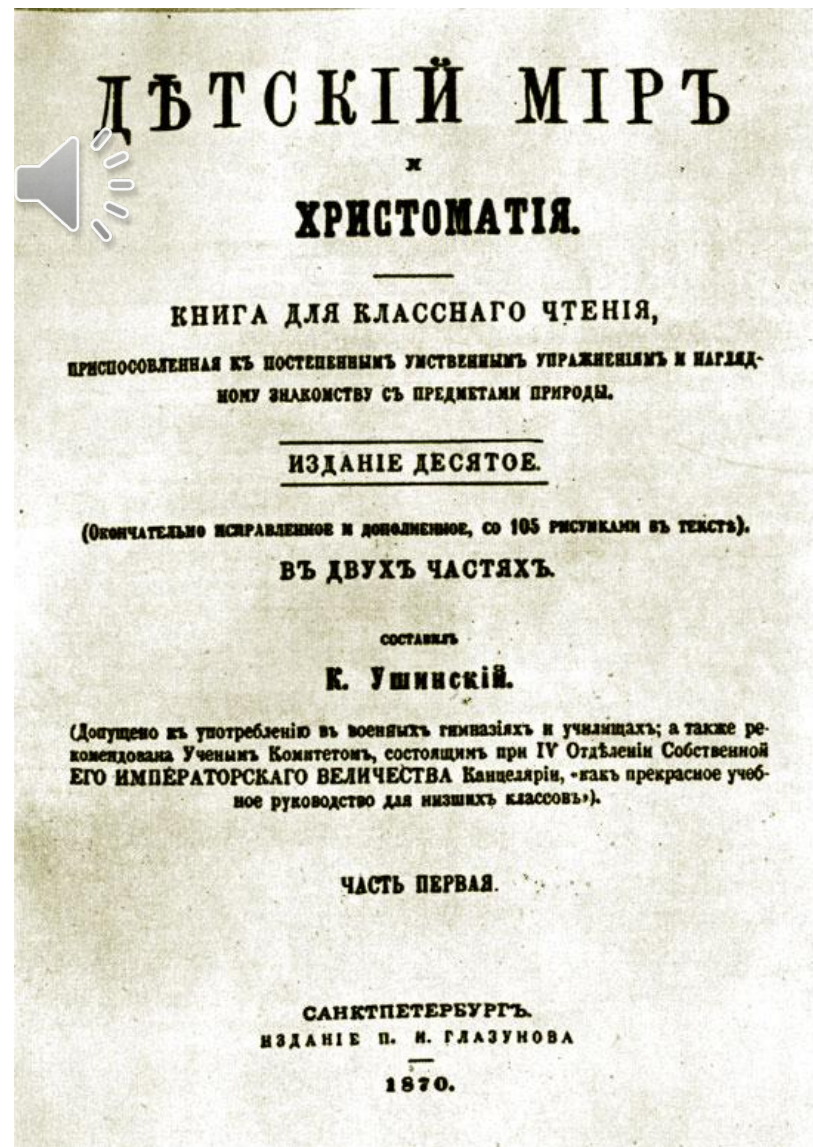 ДѢТСКІЙ МІРЪ
и
ХРИСТОМАТІЯ.
КНИГА ДЛЯ КЛАССНАГО ЧТЕНІЯ,
ПРИСПОСОБЛЕННАЯ КЪ ПОСТЕПЕННЫМЪ УМСТВЕННЫМЪ УПРАЖНЕНІЯМЪ И НАГЛЯД-
НОМУ ЗНАКОМСТВУ СЪ ПРЕДМЕТАМИ ПРИРОДЫ.
ИЗДАНІЕ ДЕСЯТОЕ.
(Окончательно исправленное и дополненное, со 105 рисунками въ текстѣ).
ВЪ ДВУХЪ ЧАСТЯХЪ.
СОСТАВИЛЪ
К. Ушинскій.
(Допущено къ употребленію въ военныхъ гимназіяхъ и училищахъ; а также ре-
комендована Ученымъ Комитетомъ, состоящимъ при IV Отдѣленіи Собственной
ЕГО ИМПЕРАТОРСКАГО ВЕЛИЧЕСТВА Канцеляріи, «какъ прекрасное учеб-
ное руководство для низшихъ классовъ»).
ЧАСТЬ ПЕРВАЯ.
САНКТПЕТЕРБУРГЪ.
ИЗДАНІЕ П. И. ГЛАЗУНОВА
1870.